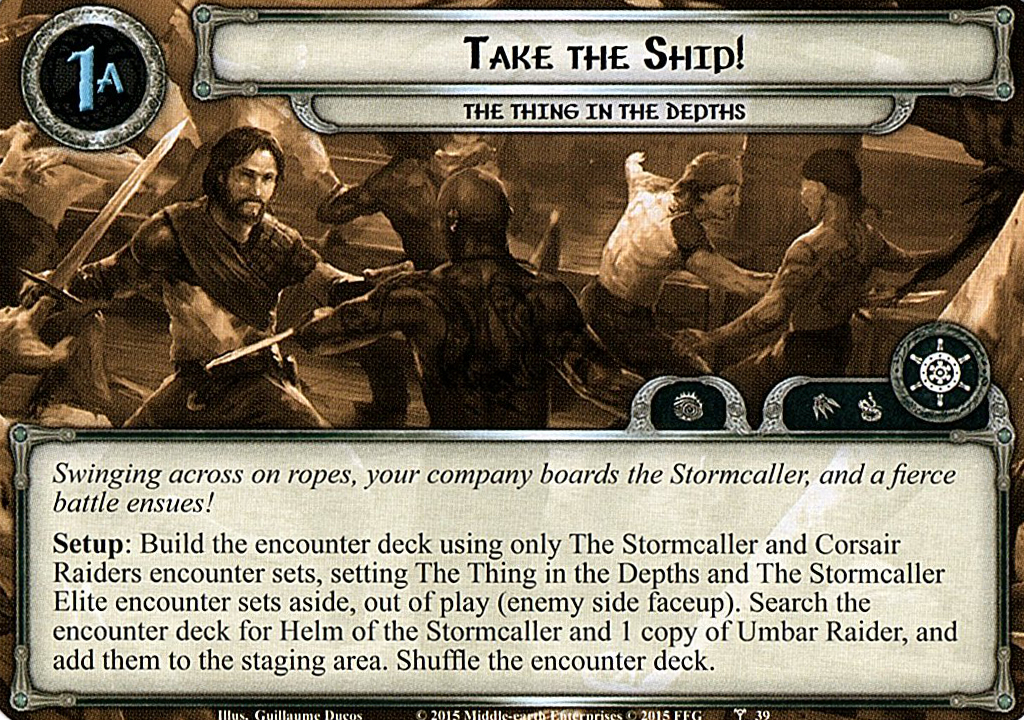 1A
Take the Ship!
The Thing in the Depths
Swinging across on ropes, your company boards the Stormcaller, and a fierce
battle ensues!
Setup: Build the encounter deck using only The Stormcaller and Corsair
Raiders encounter sets, setting The Thing in the Depths and The Stormcaller
Elite encounter sets aside, out of play (enemy side faceup). Search the
encounter deck for Helm of the Stormcaller and 1 copy of Umbar Raider, and
add them to the staging area. Shuffle the encounter deck.
Illus. Guillaume Ducos © 2015 Middle-earth Enterprises © 2015 FFG 39